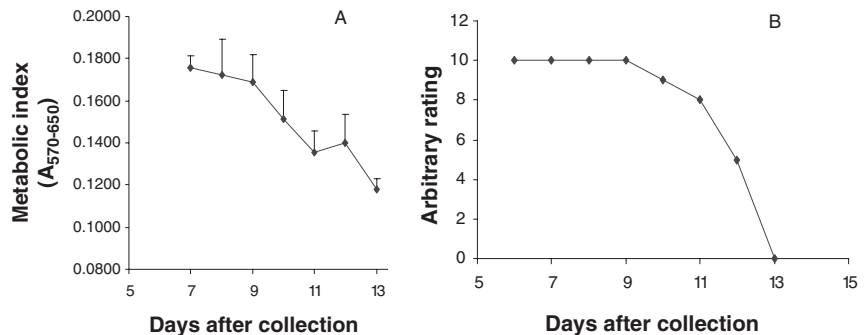 A
0.2000
0.1800
0.1600
0.1400
0.1200
0.1000
0.0800
Metabolic index
(A570-650)
5 7 9 11 13
Days after collection
B
12
10
8
6
4
2
0
Arbitrary rating
5 7 9 11 13 15
Days after collection